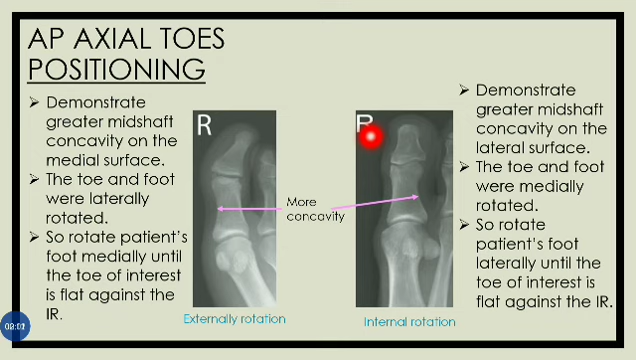 AP AXIAL TOES
POSITIONING
➢ Demonstrate
greater midshaft
concavity on the
medial surface.
➢ The toe and foot
were laterally
rotated.
➢ So rotate patient's
foot medially until
the toe of interest
is flat against the
IR.
R
Externally rotation
More
concavity
R
Internal rotation
➢ Demonstrate
greater midshaft
concavity on the
lateral surface.
➢ The toe and foot
were medially
rotated.
➢ So rotate
patient's foot
laterally until the
toe of interest is
flat against the IR.